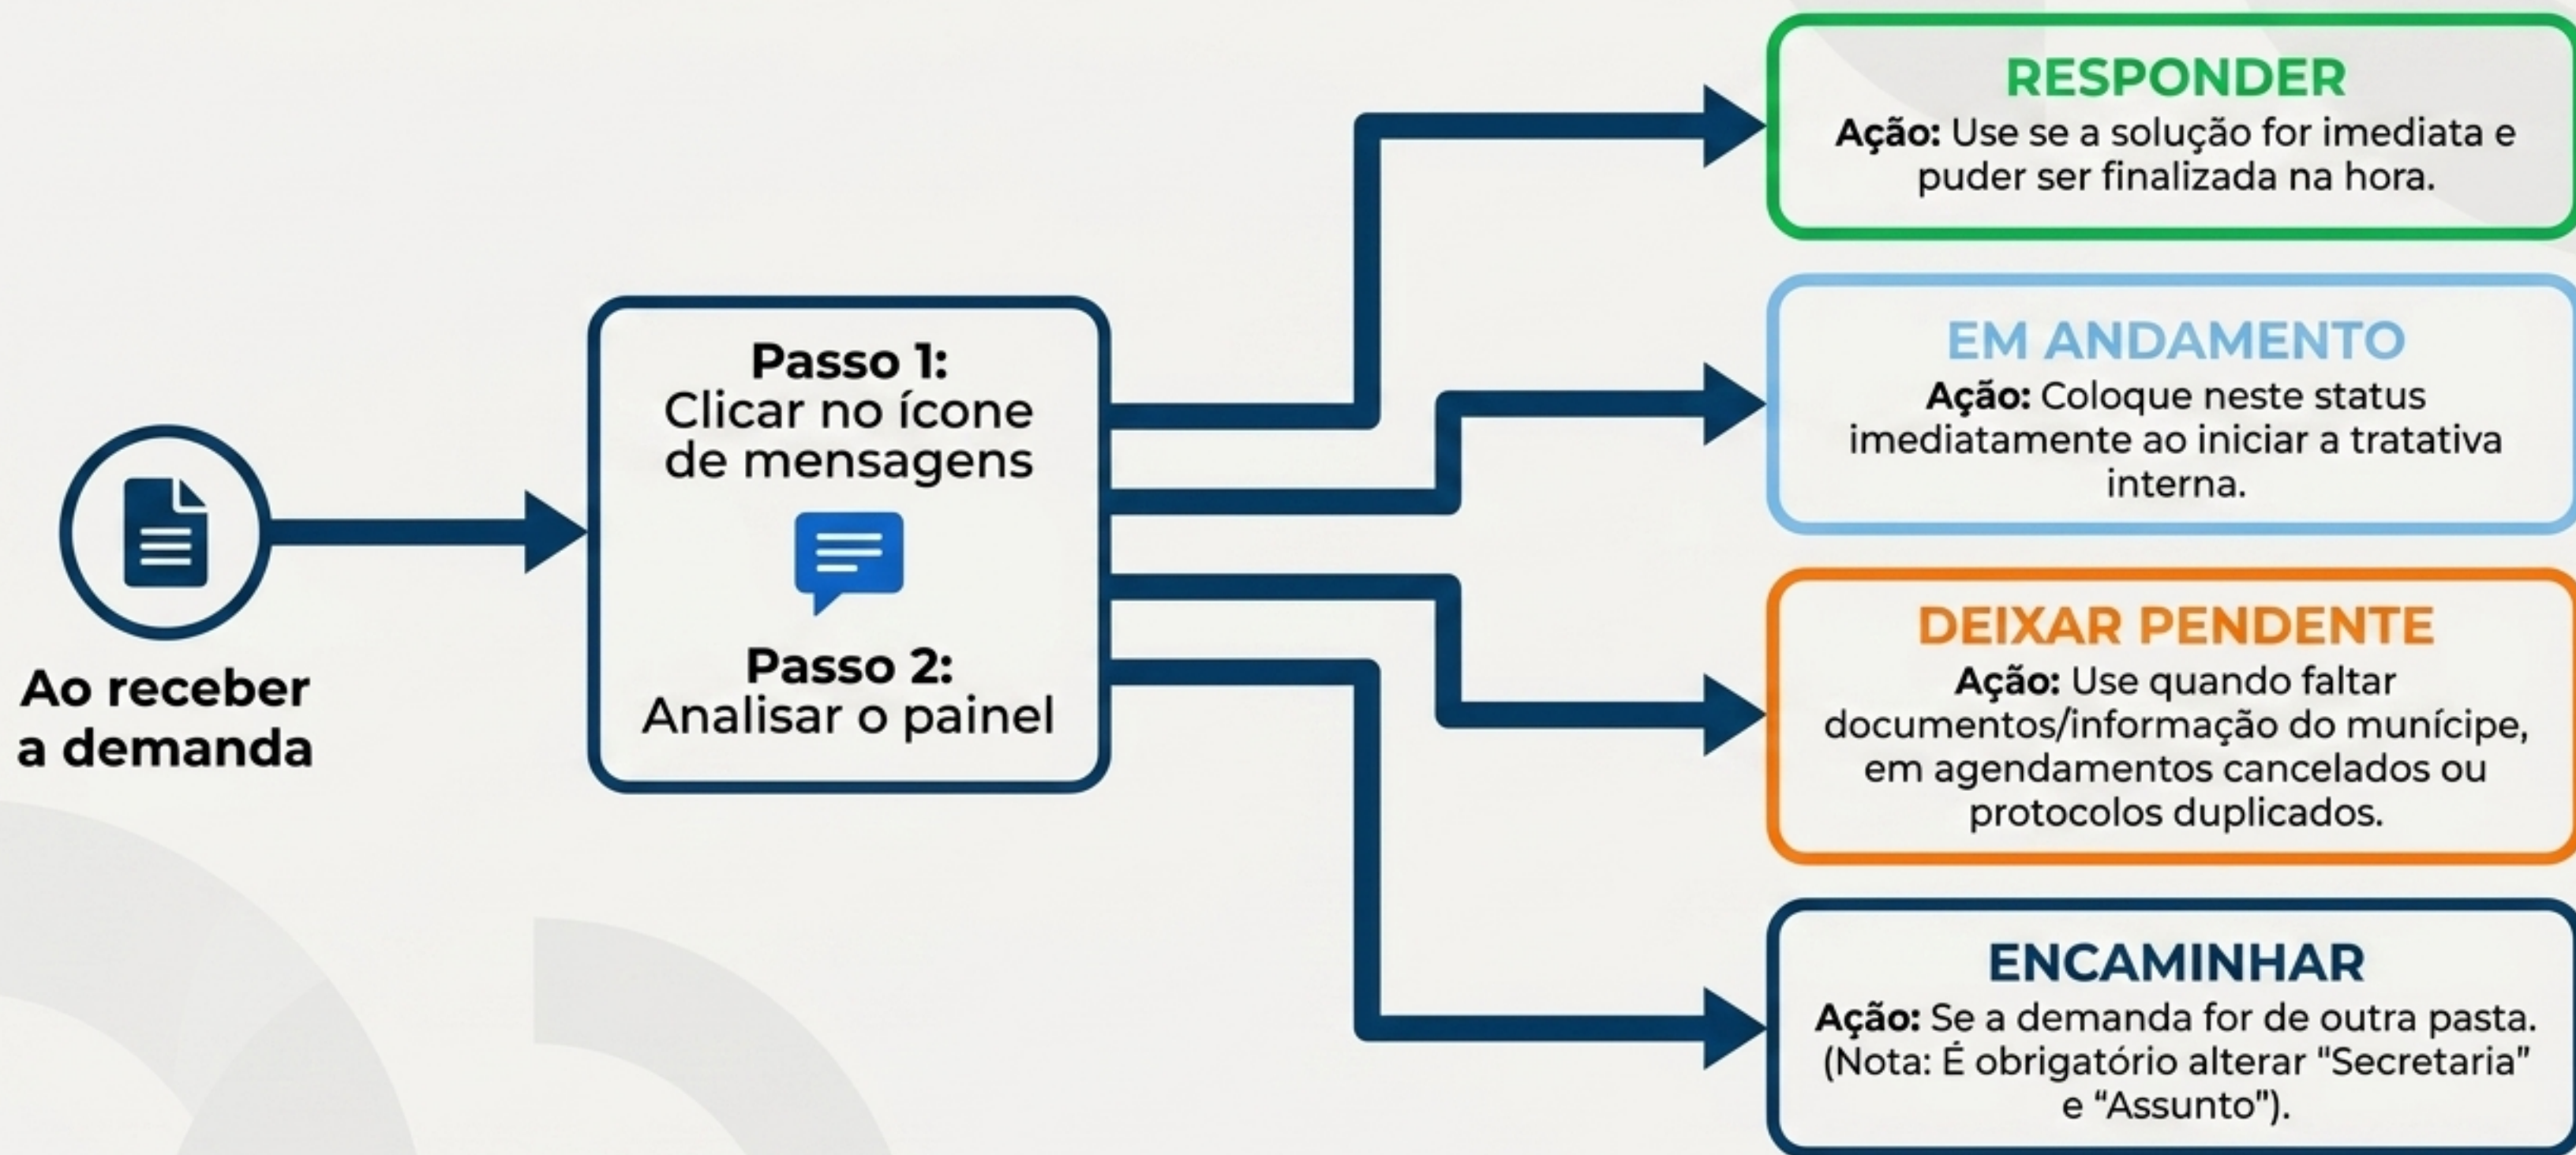 Ao receber
a demanda
Passo 1:
Clicar no ícone
de mensagens
Passo 2:
Analisar o painel
RESPONDER
Ação: Use se a solução for imediata e
puder ser finalizada na hora.
EM ANDAMENTO
Ação: Coloque neste status
imediatamente ao iniciar a tratativa
interna.
DEIXAR PENDENTE
Ação: Use quando faltar
documentos/informação do munícipe,
em agendamentos cancelados ou
protocolos duplicados.
ENCAMINHAR
Ação: Se a demanda for de outra pasta.
(Nota: É obrigatório alterar "Secretaria"
e “Assunto”).